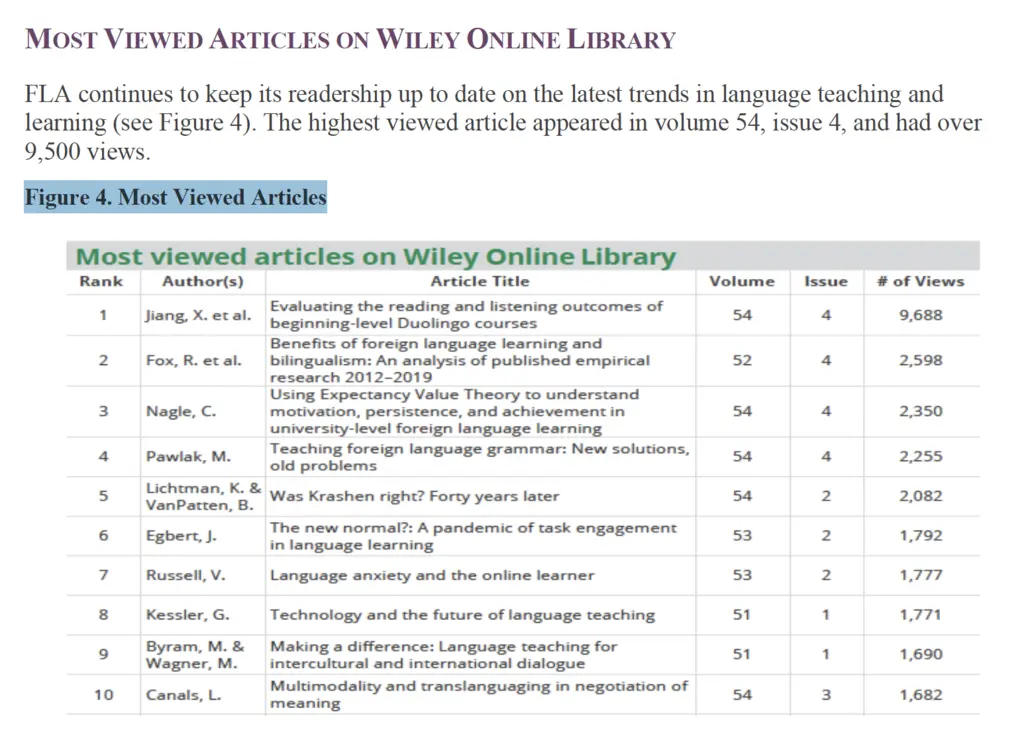 MOST VIEWED ARTICLES ON WILEY ONLINE LIBRARY
FLA continues to keep its readership up to date on the latest trends in language teaching and
learning (see Figure 4). The highest viewed article appeared in volume 54, issue 4, and had over
9,500 views.
Figure 4. Most Viewed Articles
Most viewed articles on Wiley Online Library
Rank Author(s) Article Title Volume Issue # of Views
1 Jiang, X. et al. Evaluating the reading and listening outcomes of
beginning-level Duolingo courses 54 4 9,688
2 Fox, R. et al. Benefits of foreign language learning and
bilingualism: An analysis of published empirical
research 2012–2019 52 4 2,598
3 Nagle, C. Using Expectancy Value Theory to understand
motivation, persistence, and achievement in
university-level foreign language learning 54 4 2,350
4 Pawlak, M. Teaching foreign language grammar: New solutions,
old problems 54 4 2,255
5 Lichtman, K. &
VanPatten, B. Was Krashen right? Forty years later 54 2 2,082
6 Egbert, J. The new normal?: A pandemic of task engagement
in language learning 53 2 1,792
7 Russell, V. Language anxiety and the online learner 53 2 1,777
8 Kessler, G. Technology and the future of language teaching 51 1 1,771
9 Byram, M. &
Wagner, M. Making a difference: Language teaching for
intercultural and international dialogue 51 1 1,690
10 Canals, L. Multimodality and translanguaging in negotiation of
meaning 54 3 1,682